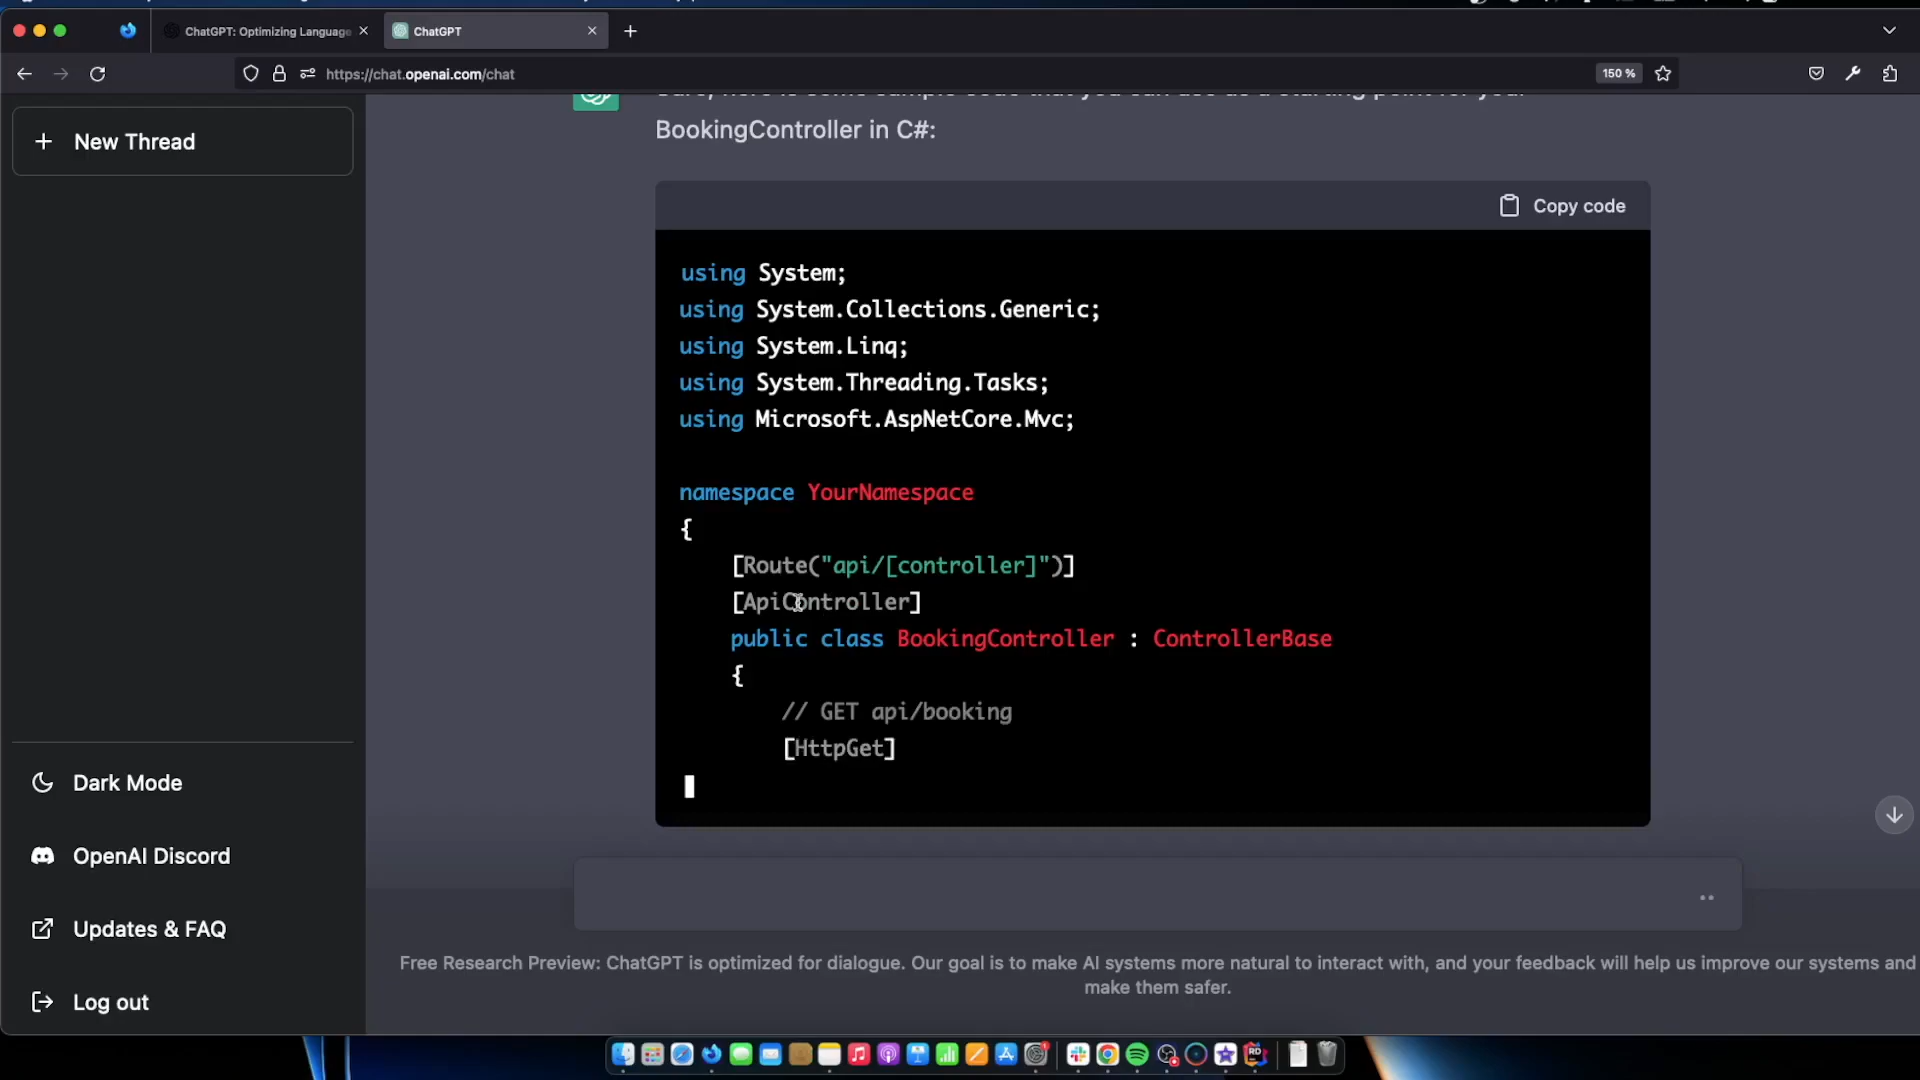 ChatGPT: Optimizing Language
ChatGPT
https://chat.openai.com/chat
150 %
New Thread
BookingController in C#:
Copy code
using System;
using System.Collections.Generic;
using System.Linq;
using System.Threading.Tasks;
using Microsoft.AspNetCore.Mvc;
namespace YourNamespace
{
[Route("api/[controller]")]
[ApiController]
public class BookingController : ControllerBase
{
// GET api/booking
[HttpGet]
Dark Mode
OpenAI Discord
Updates & FAQ
Log out
Free Research Preview: ChatGPT is optimized for dialogue. Our goal is to make AI systems more natural to interact with, and your feedback will help us improve our systems and
make them safer.
RD